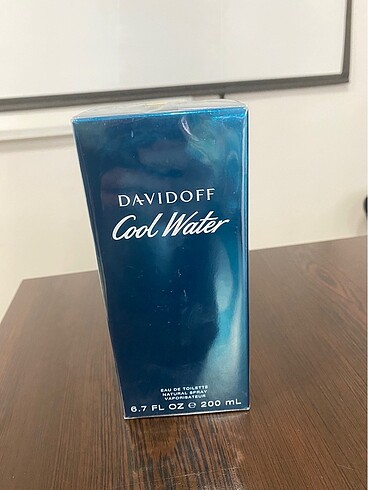 DAVIDOFF
Cool Water
EAU DE TOILETTE
NATURAL SPRAY
VAPORISATEUR
6.7 FL OZ ℮ 200 mL